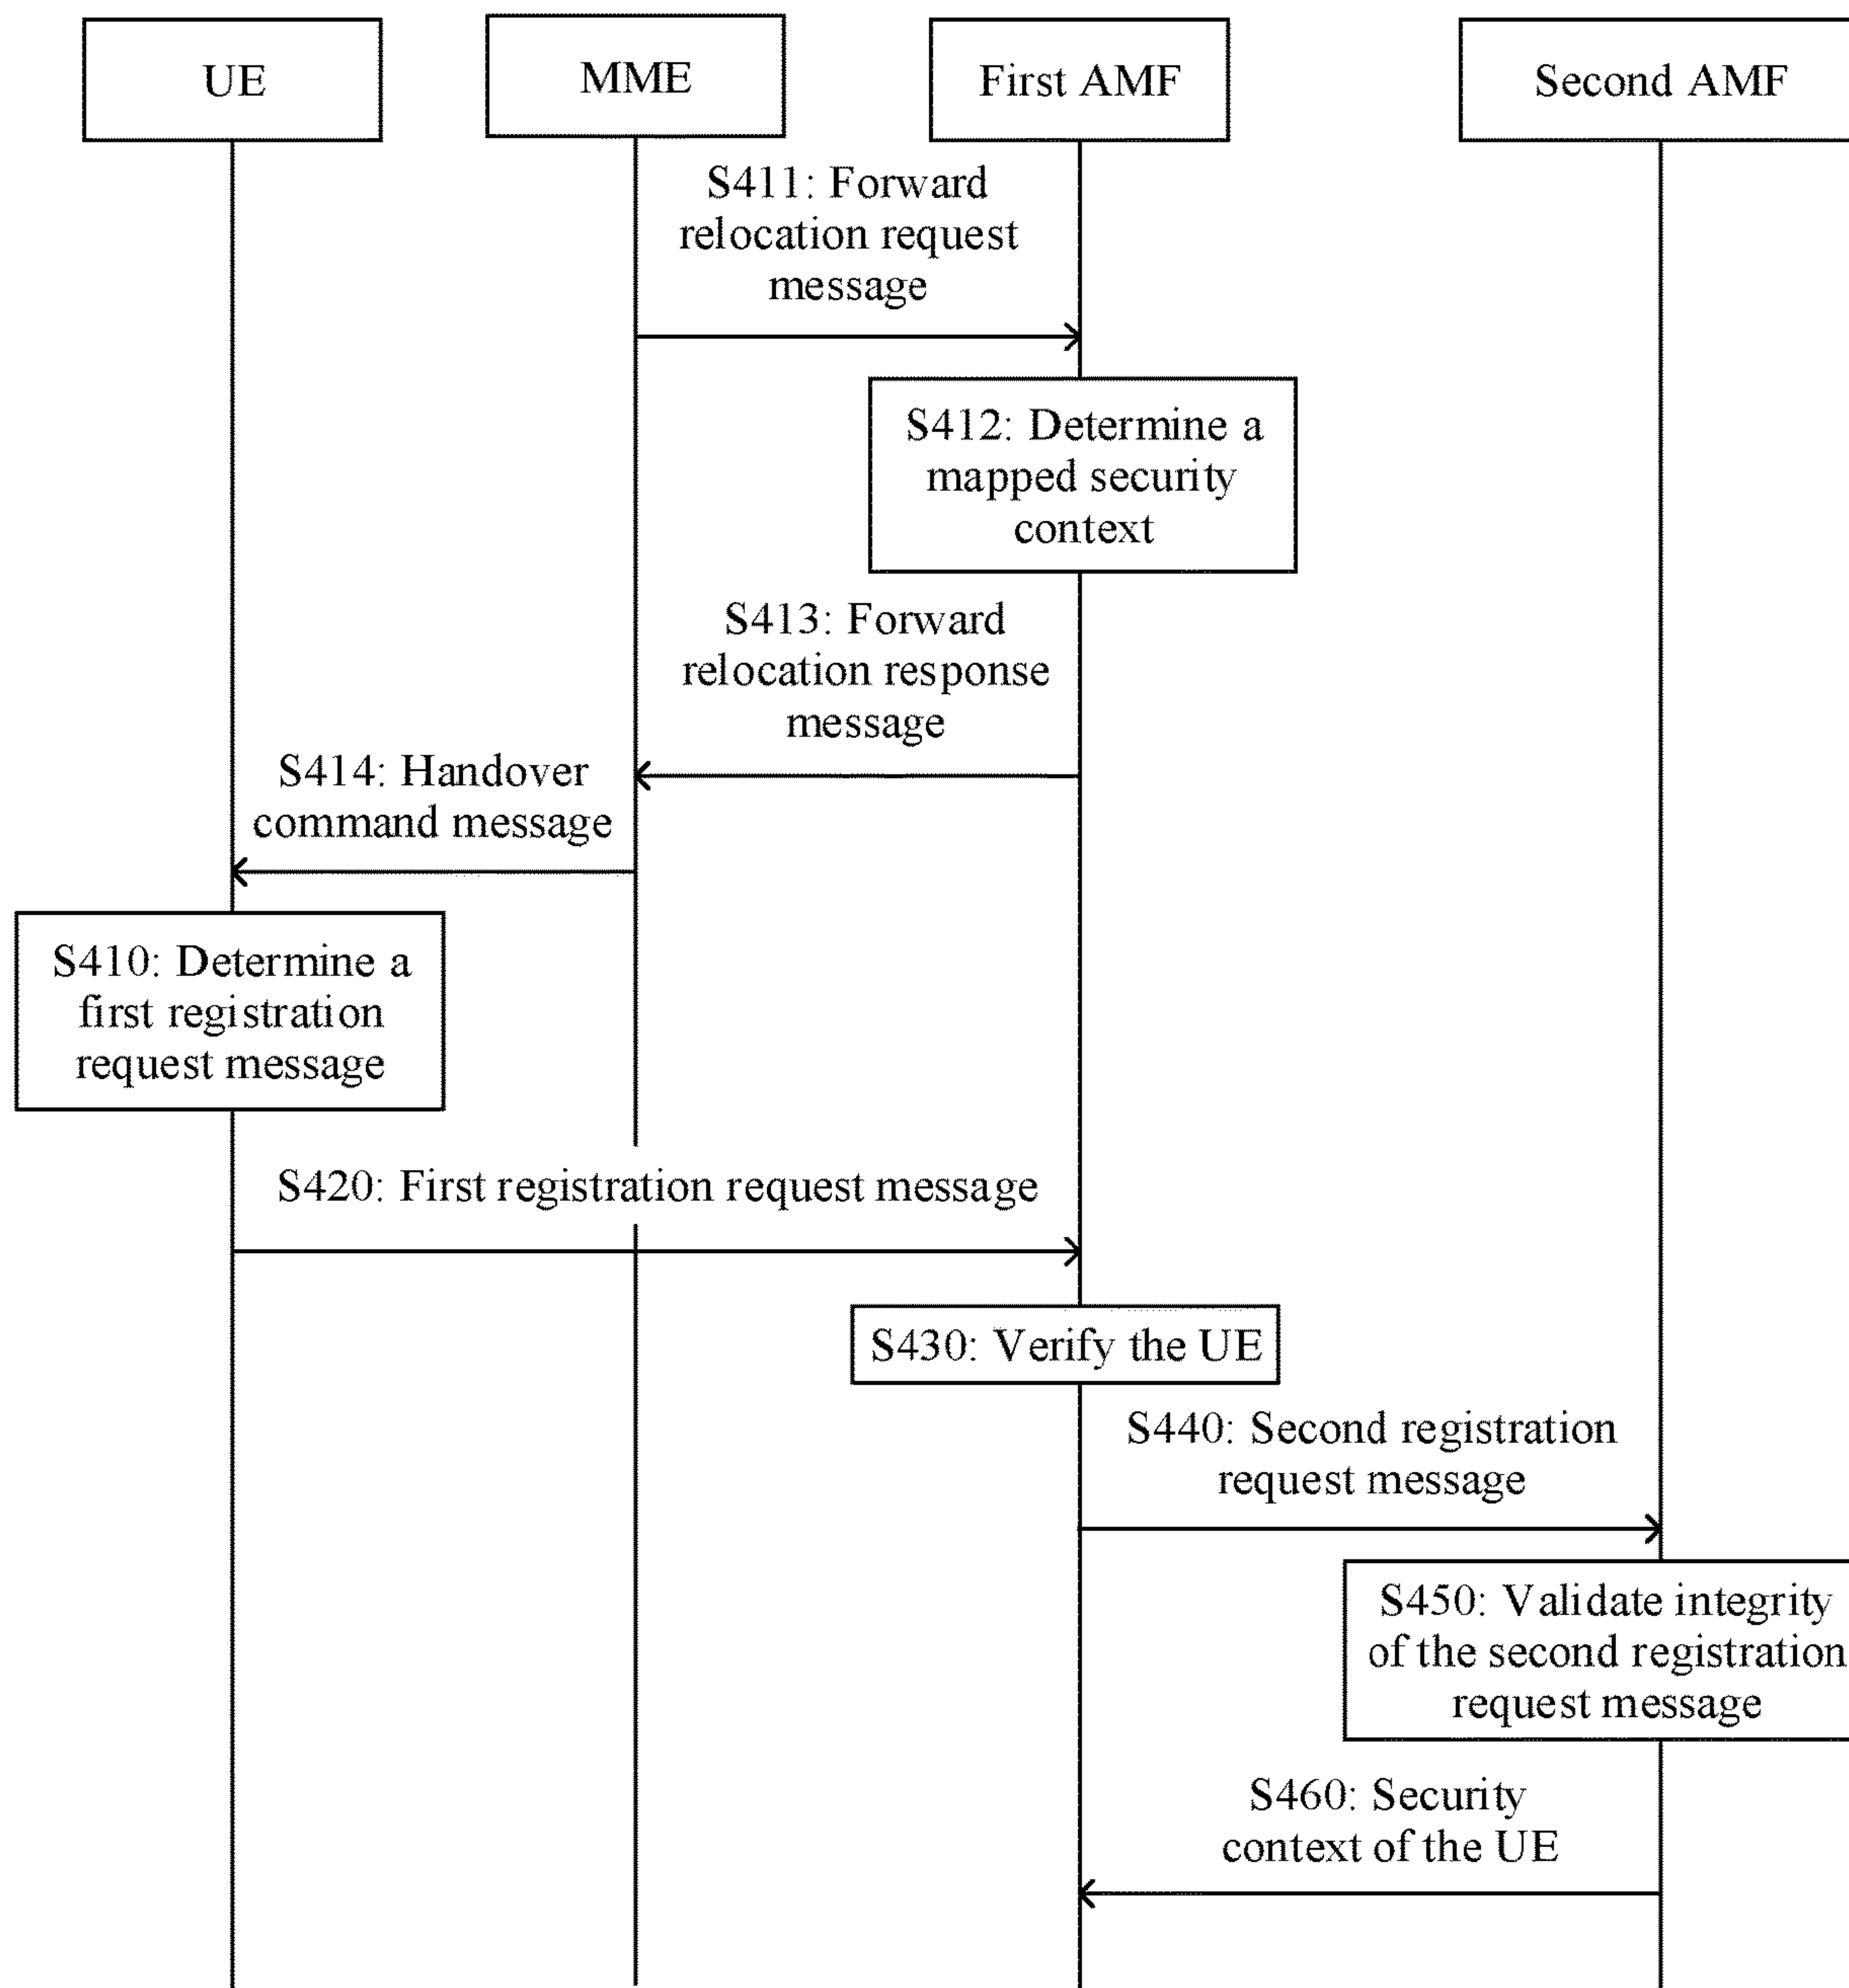 UE
MME
First AMF
Second AMF
S411: Forward
relocation request
message
S412: Determine a
mapped security
context
S413: Forward
relocation response
message
S414: Handover
command message
S410: Determine a
first registration
request message
S420: First registration request message
S430: Verify the UE
S440: Second registration
request message
S450: Validate integrity
of the second registration
request message
S460: Security
context of the UE